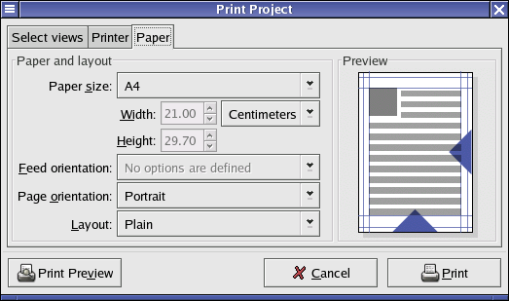 Print Project
Select views Printer Paper
Paper and layout Preview
Paper size: A4
Width: 21.00 Centimeters
Height: 29.70
Feed orientation: No options are defined
Page orientation: Portrait
Layout: Plain
Print Preview Cancel Print